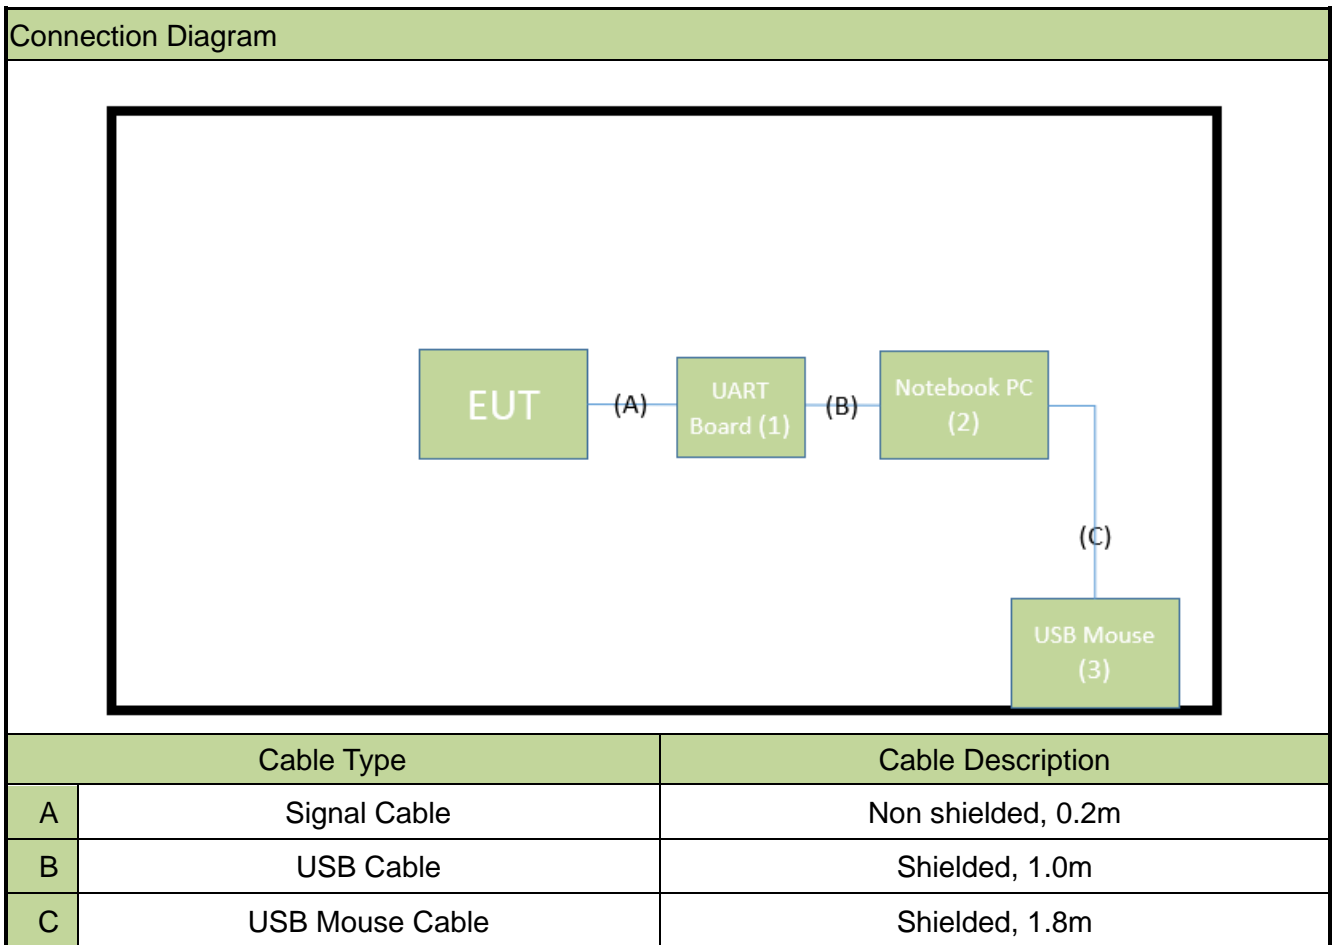 Connection Diagram
EUT
(A)
UART
Board (1)
(B)
Notebook PC
(2)
(C)
USB Mouse
(3)
Cable Type Cable Description
A Signal Cable Non shielded, 0.2m
B USB Cable Shielded, 1.0m
C USB Mouse Cable Shielded, 1.8m